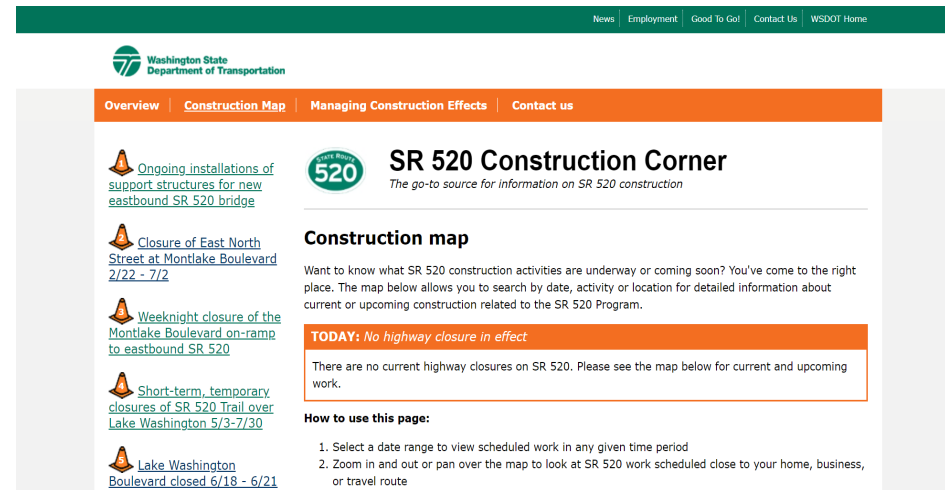 News Employment Good To Go! Contact Us WSDOT Home
Washington State
Department of Transportation
Overview Construction Map Managing Construction Effects Contact us
1 Ongoing installations of
support structures for new
eastbound SR 520 bridge
2 Closure of East North
Street at Montlake Boulevard
2/22 - 7/2
3 Weeknight closure of the
Montlake Boulevard on-ramp
to eastbound SR 520
4 Short-term, temporary
closures of SR 520 Trail over
Lake Washington 5/3-7/30
5 Lake Washington
Boulevard closed 6/18 - 6/21
STATE ROUTE
520
SR 520 Construction Corner
The go-to source for information on SR 520 construction
Construction map
Want to know what SR 520 construction activities are underway or coming soon? You've come to the right
place. The map below allows you to search by date, activity or location for detailed information about
current or upcoming construction related to the SR 520 Program.
TODAY: No highway closure in effect
There are no current highway closures on SR 520. Please see the map below for current and upcoming
work.
How to use this page:
1. Select a date range to view scheduled work in any given time period
2. Zoom in and out or pan over the map to look at SR 520 work scheduled close to your home, business,
or travel route